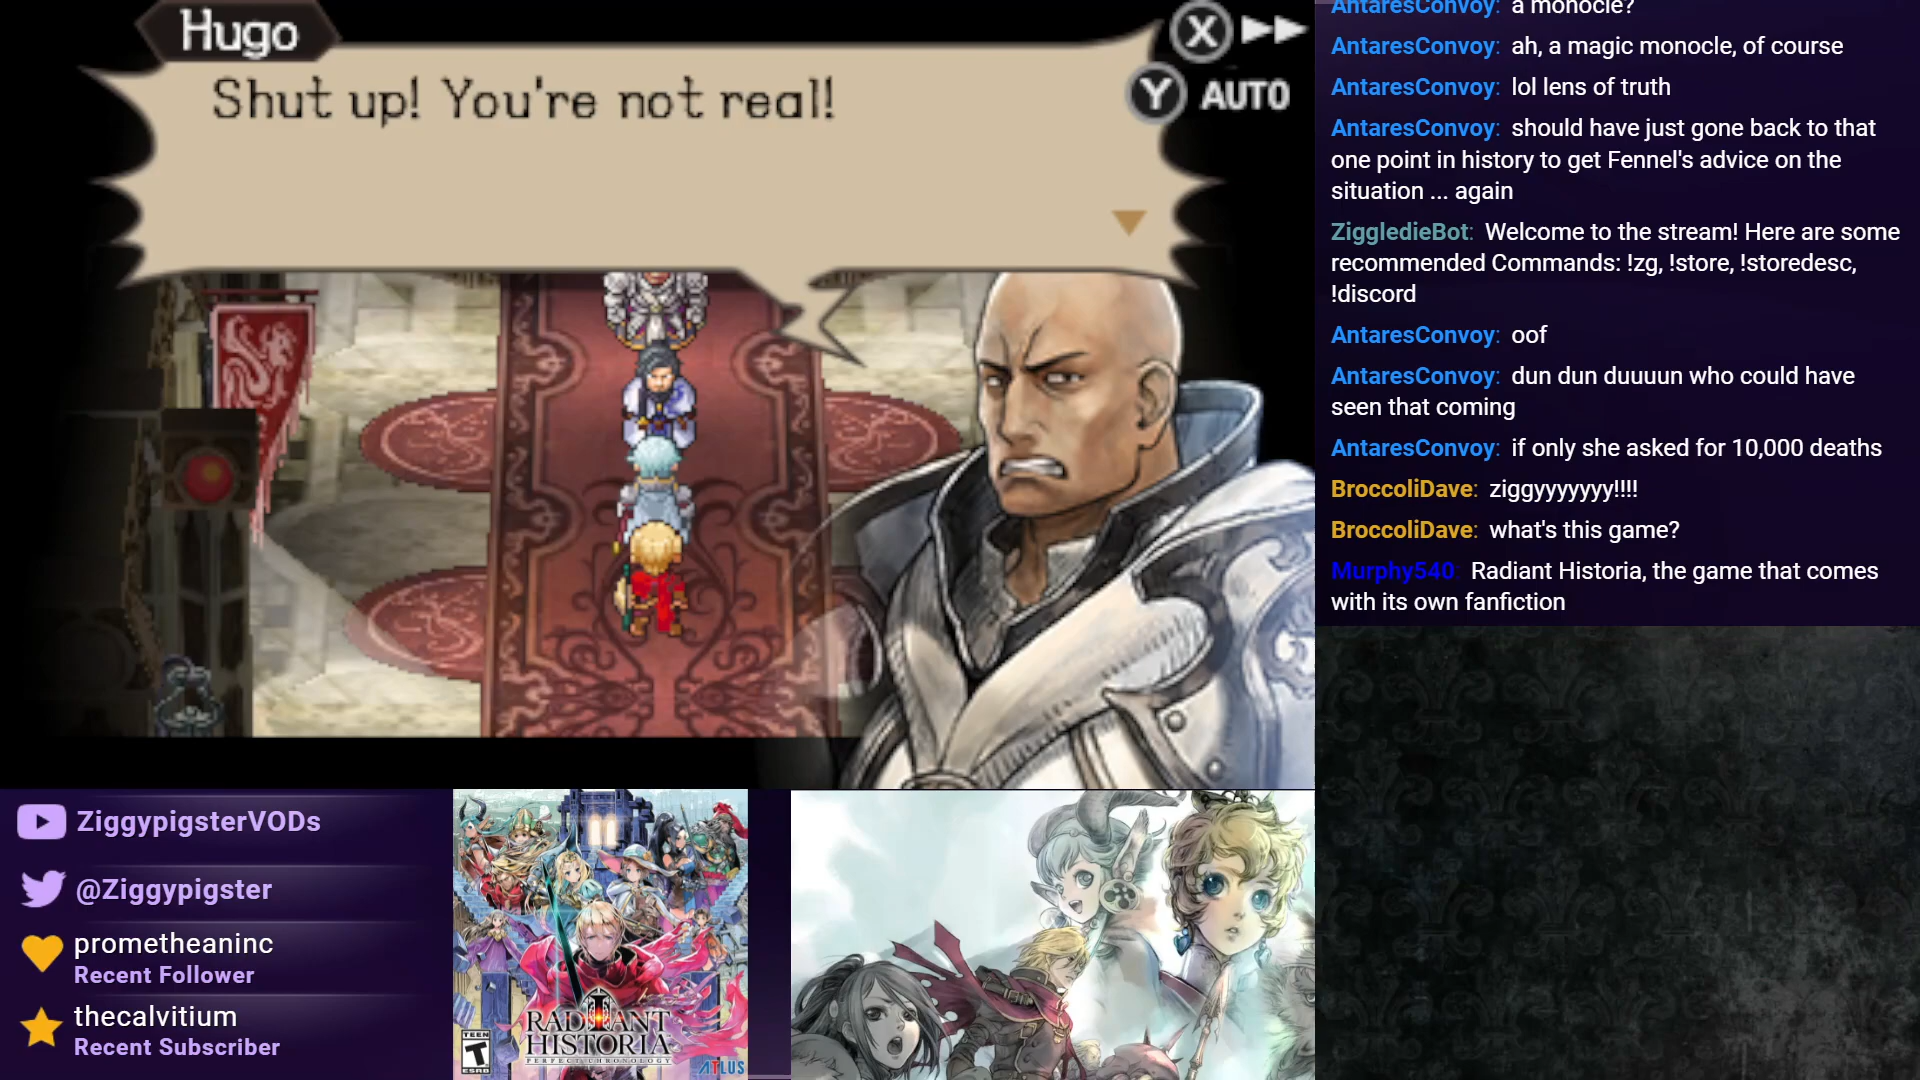 Hugo
Shut up! You're not real!
X
Y AUTO
AntaresConvoy: a monocle?
AntaresConvoy: ah, a magic monocle, of course
AntaresConvoy: lol lens of truth
AntaresConvoy: should have just gone back to that
one point in history to get Fennel's advice on the
situation ... again
ZiggledieBot: Welcome to the stream! Here are some
recommended Commands: !zg, !store, !storedesc,
!discord
AntaresConvoy: oof
AntaresConvoy: dun dun duuuun who could have
seen that coming
AntaresConvoy: if only she asked for 10,000 deaths
BroccoliDave: ziggyyyyyyy!!!!
BroccoliDave: what's this game?
Murphy540: Radiant Historia, the game that comes
with its own fanfiction
ZiggypigsterVODs
@Ziggypigster
prometheaninc
Recent Follower
thecalvitium
Recent Subscriber
RADIANT
HISTORIA
PERFECT CHRONOLOGY
TEEN
T
ESRB
ATLUS